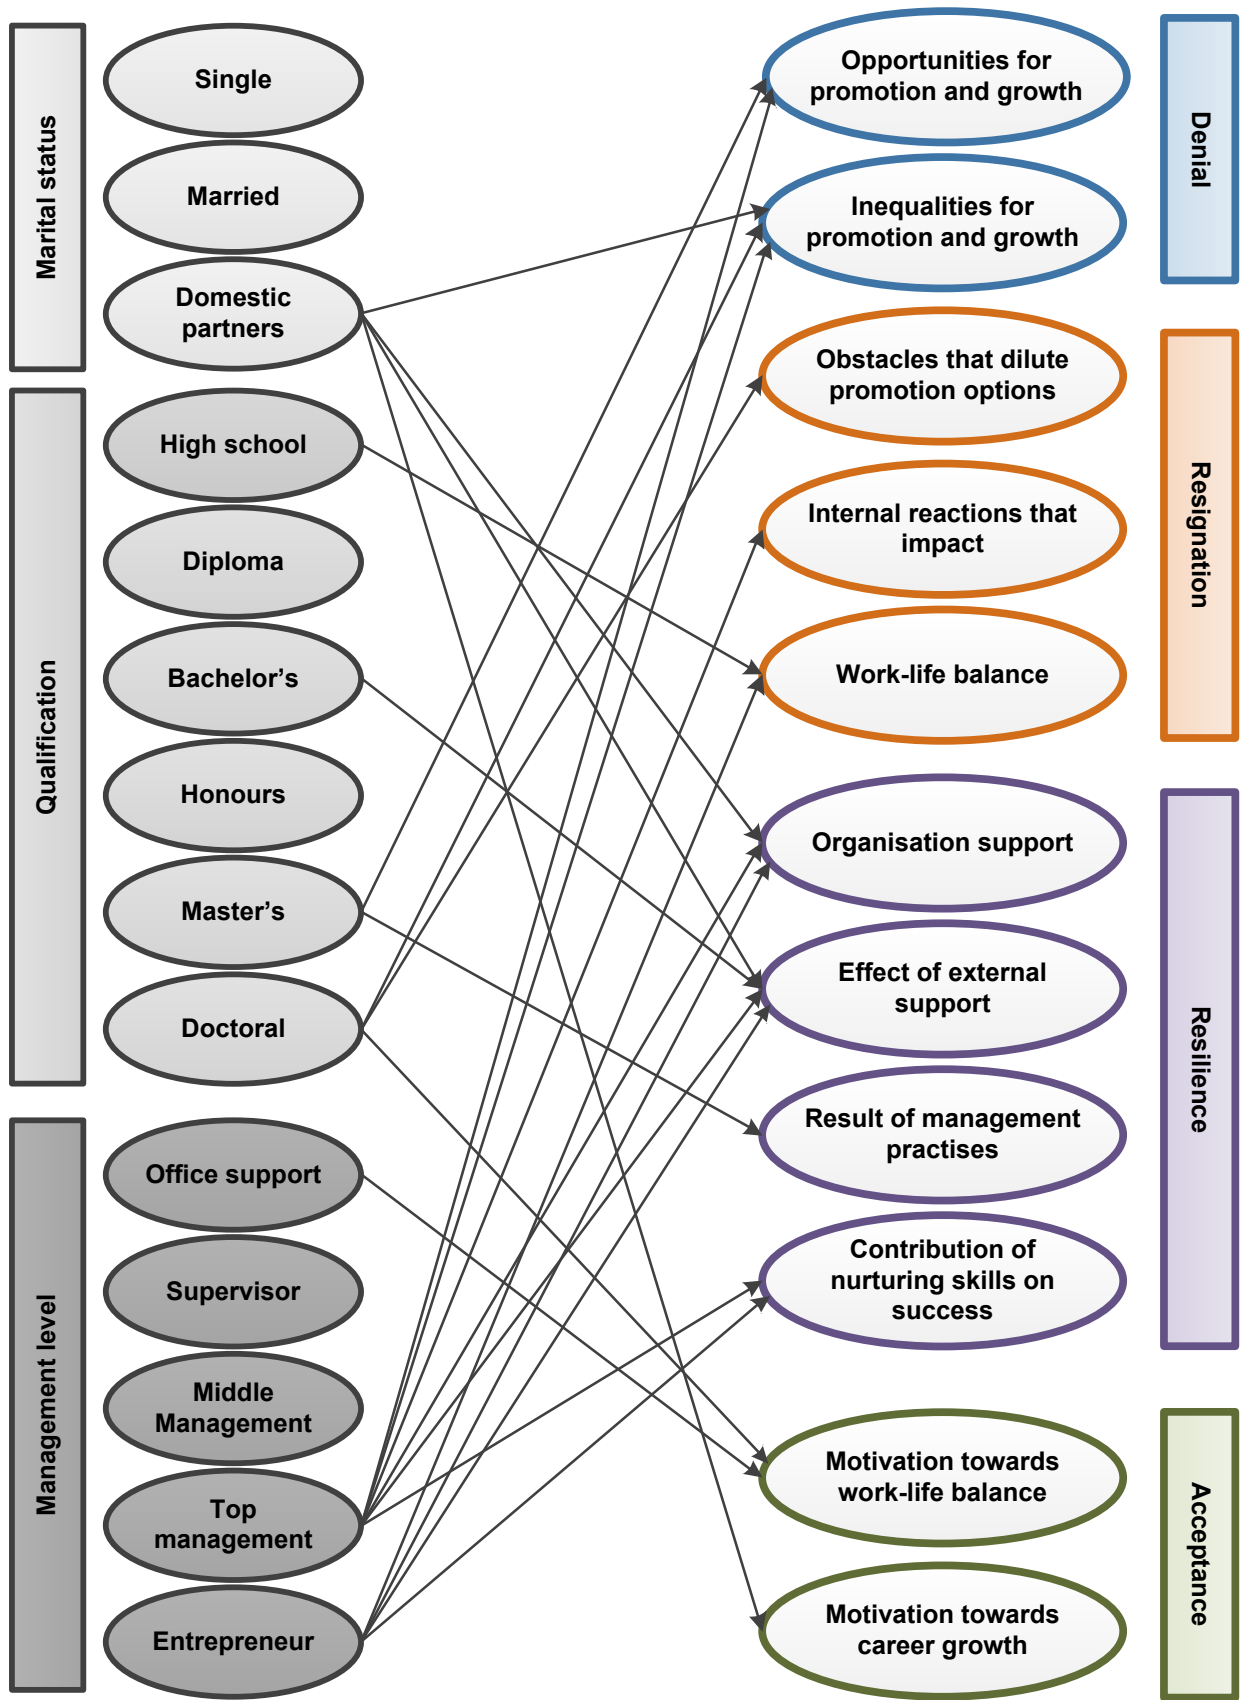 Marital status
Single
Married
Domestic
partners
Qualification
High school
Diploma
Bachelor’s
Honours
Master’s
Doctoral
Management level
Office support
Supervisor
Middle
Management
Top
management
Entrepreneur
Opportunities for
promotion and growth
Inequalities for
promotion and growth
Denial
Obstacles that dilute
promotion options
Internal reactions that
impact
Work-life balance
Resignation
Organisation support
Effect of external
support
Result of management
practises
Contribution of
nurturing skills on
success
Resilience
Motivation towards
work-life balance
Motivation towards
career growth
Acceptance